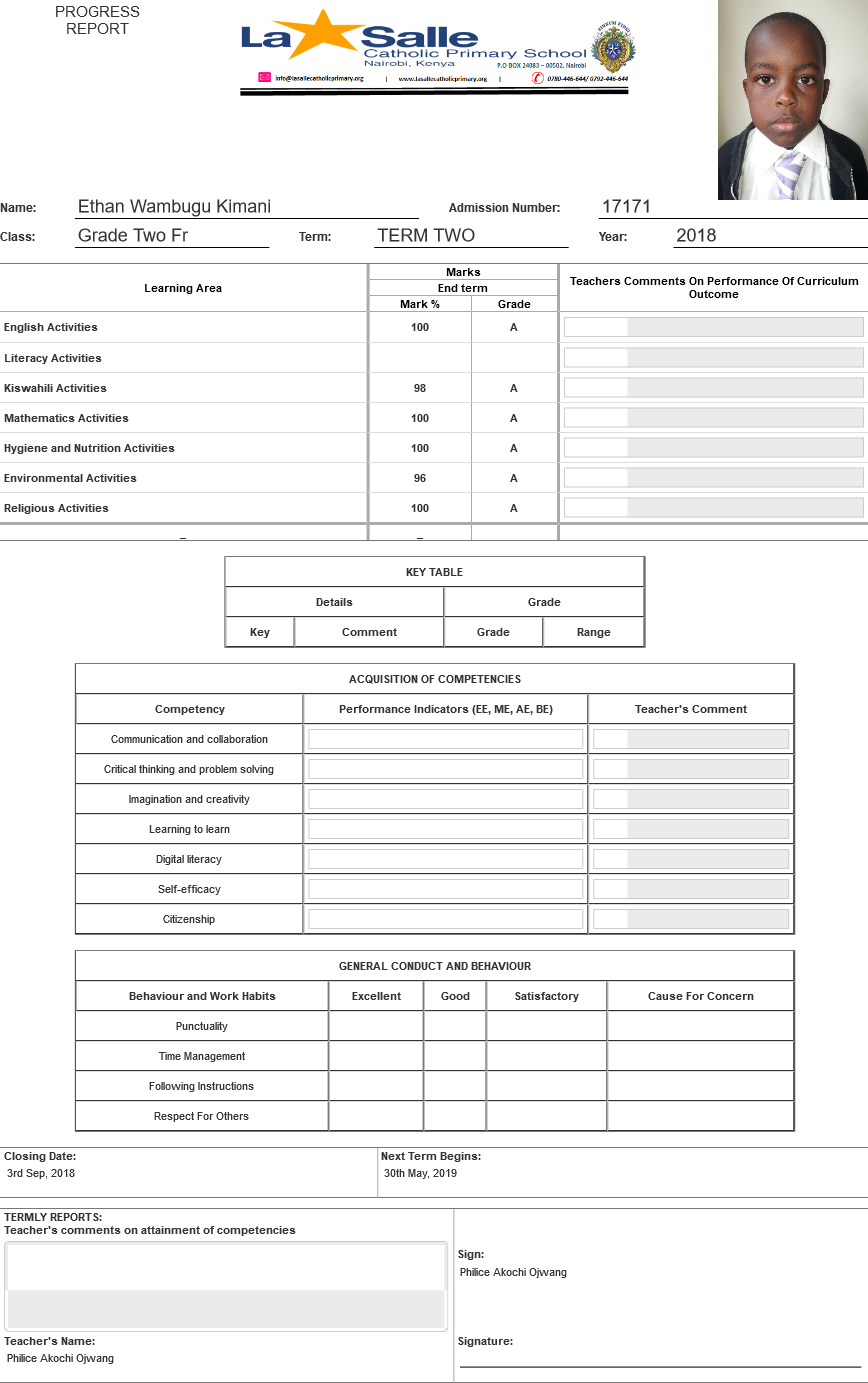 PROGRESS
REPORT
La Salle
Catholic Primary School
Nairobi, Kenya
P.O BOX 24083 – 00502, Nairobi
info@lasallecatholicprimary.org | www.lasallecatholicprimary.org | 0780-446-644/ 0792-446-644
Name: Ethan Wambugu Kimani Admission Number: 17171
Class: Grade Two Fr Term: TERM TWO Year: 2018
Learning Area Marks Teachers Comments On Performance Of Curriculum Outcome
End term
Mark % Grade
English Activities 100 A
Literacy Activities
Kiswahili Activities 98 A
Mathematics Activities 100 A
Hygiene and Nutrition Activities 100 A
Environmental Activities 96 A
Religious Activities 100 A
_ _
KEY TABLE
Details Grade
Key Comment Grade Range
ACQUISITION OF COMPETENCIES
Competency Performance Indicators (EE, ME, AE, BE) Teacher's Comment
Communication and collaboration
Critical thinking and problem solving
Imagination and creativity
Learning to learn
Digital literacy
Self-efficacy
Citizenship
GENERAL CONDUCT AND BEHAVIOUR
Behaviour and Work Habits Excellent Good Satisfactory Cause For Concern
Punctuality
Time Management
Following Instructions
Respect For Others
Closing Date: Next Term Begins:
3rd Sep, 2018 30th May, 2019
TERMLY REPORTS:
Teacher's comments on attainment of competencies
Sign:
Philice Akochi Ojwang
Teacher's Name: Signature:
Philice Akochi Ojwang